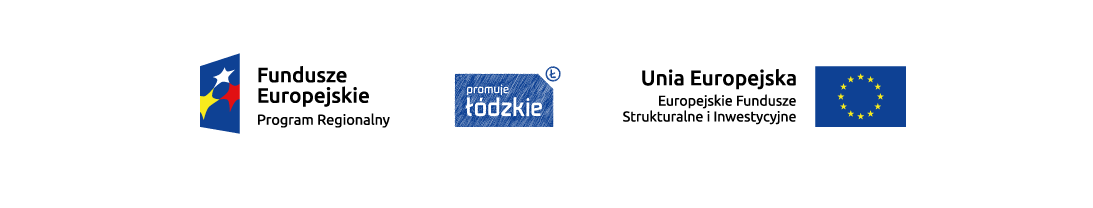 Fundusze
Europejskie
Program Regionalny
promuje
łódzkie
Ł
Unia Europejska
Europejskie Fundusze
Strukturalne i Inwestycyjne